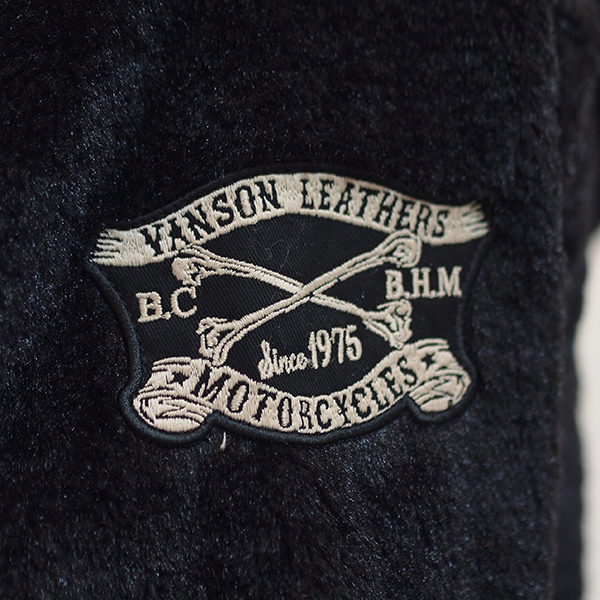 VANSON LEATHERS
B.C
B.H.M
Since 1975
MOTORCYCLES